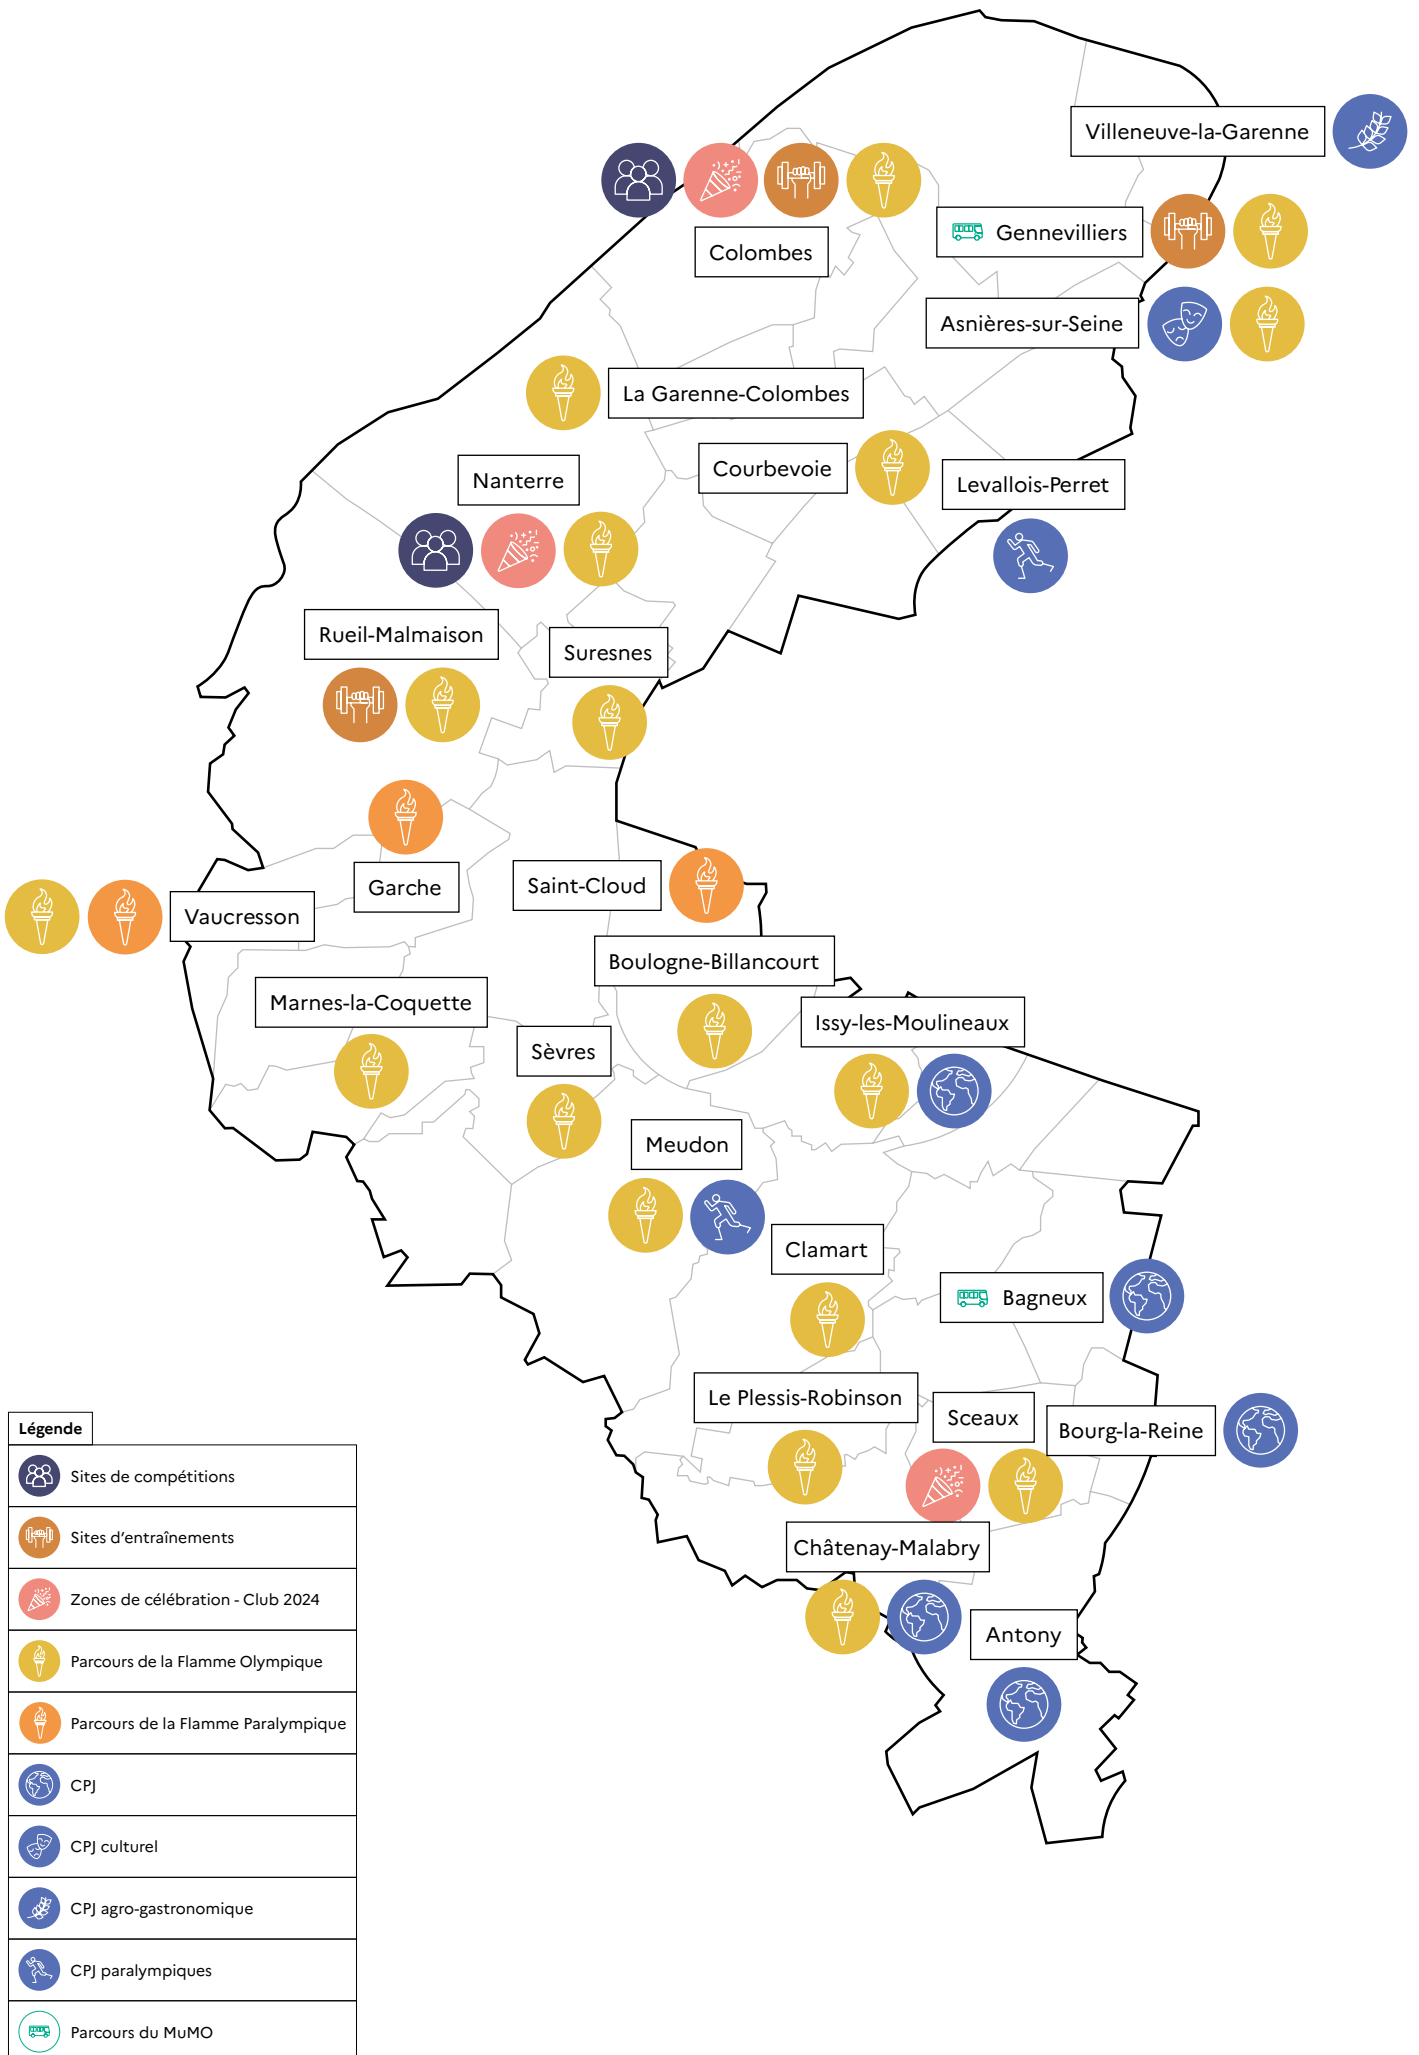 Villeneuve-la-Garenne
Gennevilliers
Colombes
Asnières-sur-Seine
La Garenne-Colombes
Courbevoie
Nanterre
Levallois-Perret
Rueil-Malmaison
Suresnes
Garche
Saint-Cloud
Vaucresson
Boulogne-Billancourt
Marnes-la-Coquette
Issy-les-Moulineaux
Sèvres
Meudon
Clamart
Bagneux
Le Plessis-Robinson
Sceaux
Bourg-la-Reine
Châtenay-Malabry
Antony
Légende
Sites de compétitions
Sites d'entraînements
Zones de célébration - Club 2024
Parcours de la Flamme Olympique
Parcours de la Flamme Paralympique
CPJ
CPJ culturel
CPJ agro-gastronomique
CPJ paralympiques
Parcours du MuMO